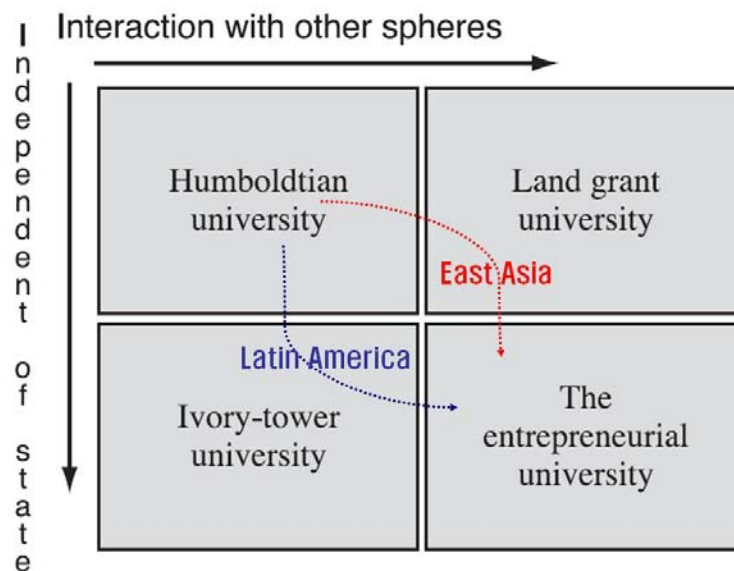 Interaction with other spheres
Independent of state
Humboldtian
university
Land grant
university
East Asia
Latin America
Ivory-tower
university
The
entrepreneurial
university